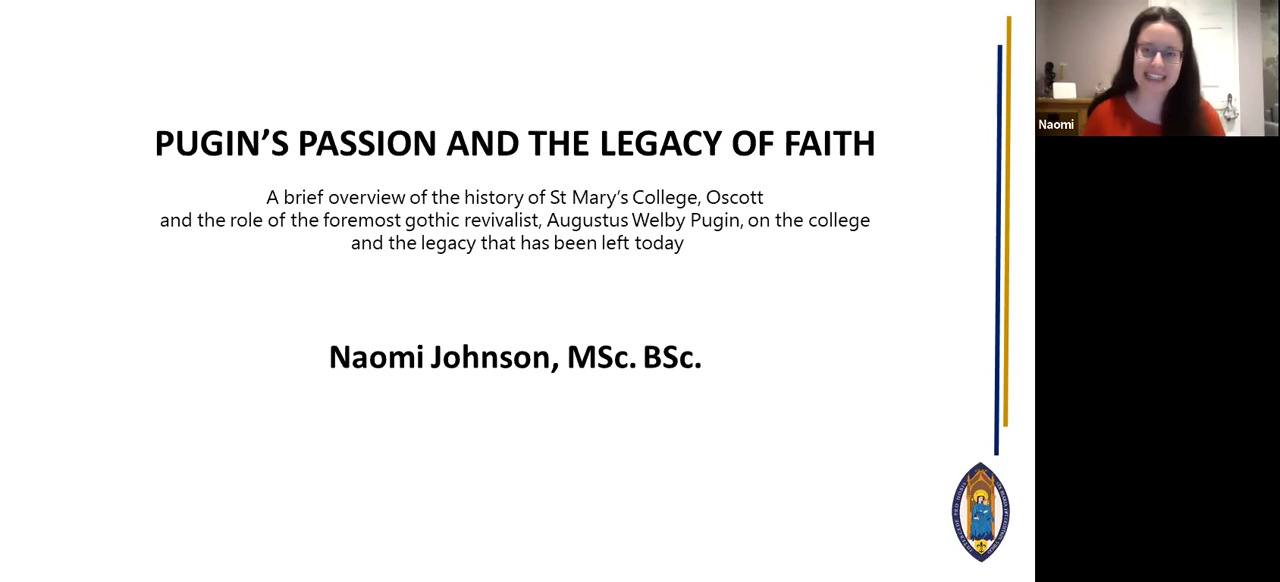 PUGIN’S PASSION AND THE LEGACY OF FAITH
A brief overview of the history of St Mary’s College, Oscott
and the role of the foremost gothic revivalist, Augustus Welby Pugin, on the college
and the legacy that has been left today
Naomi Johnson, MSc. BSc.
Naomi